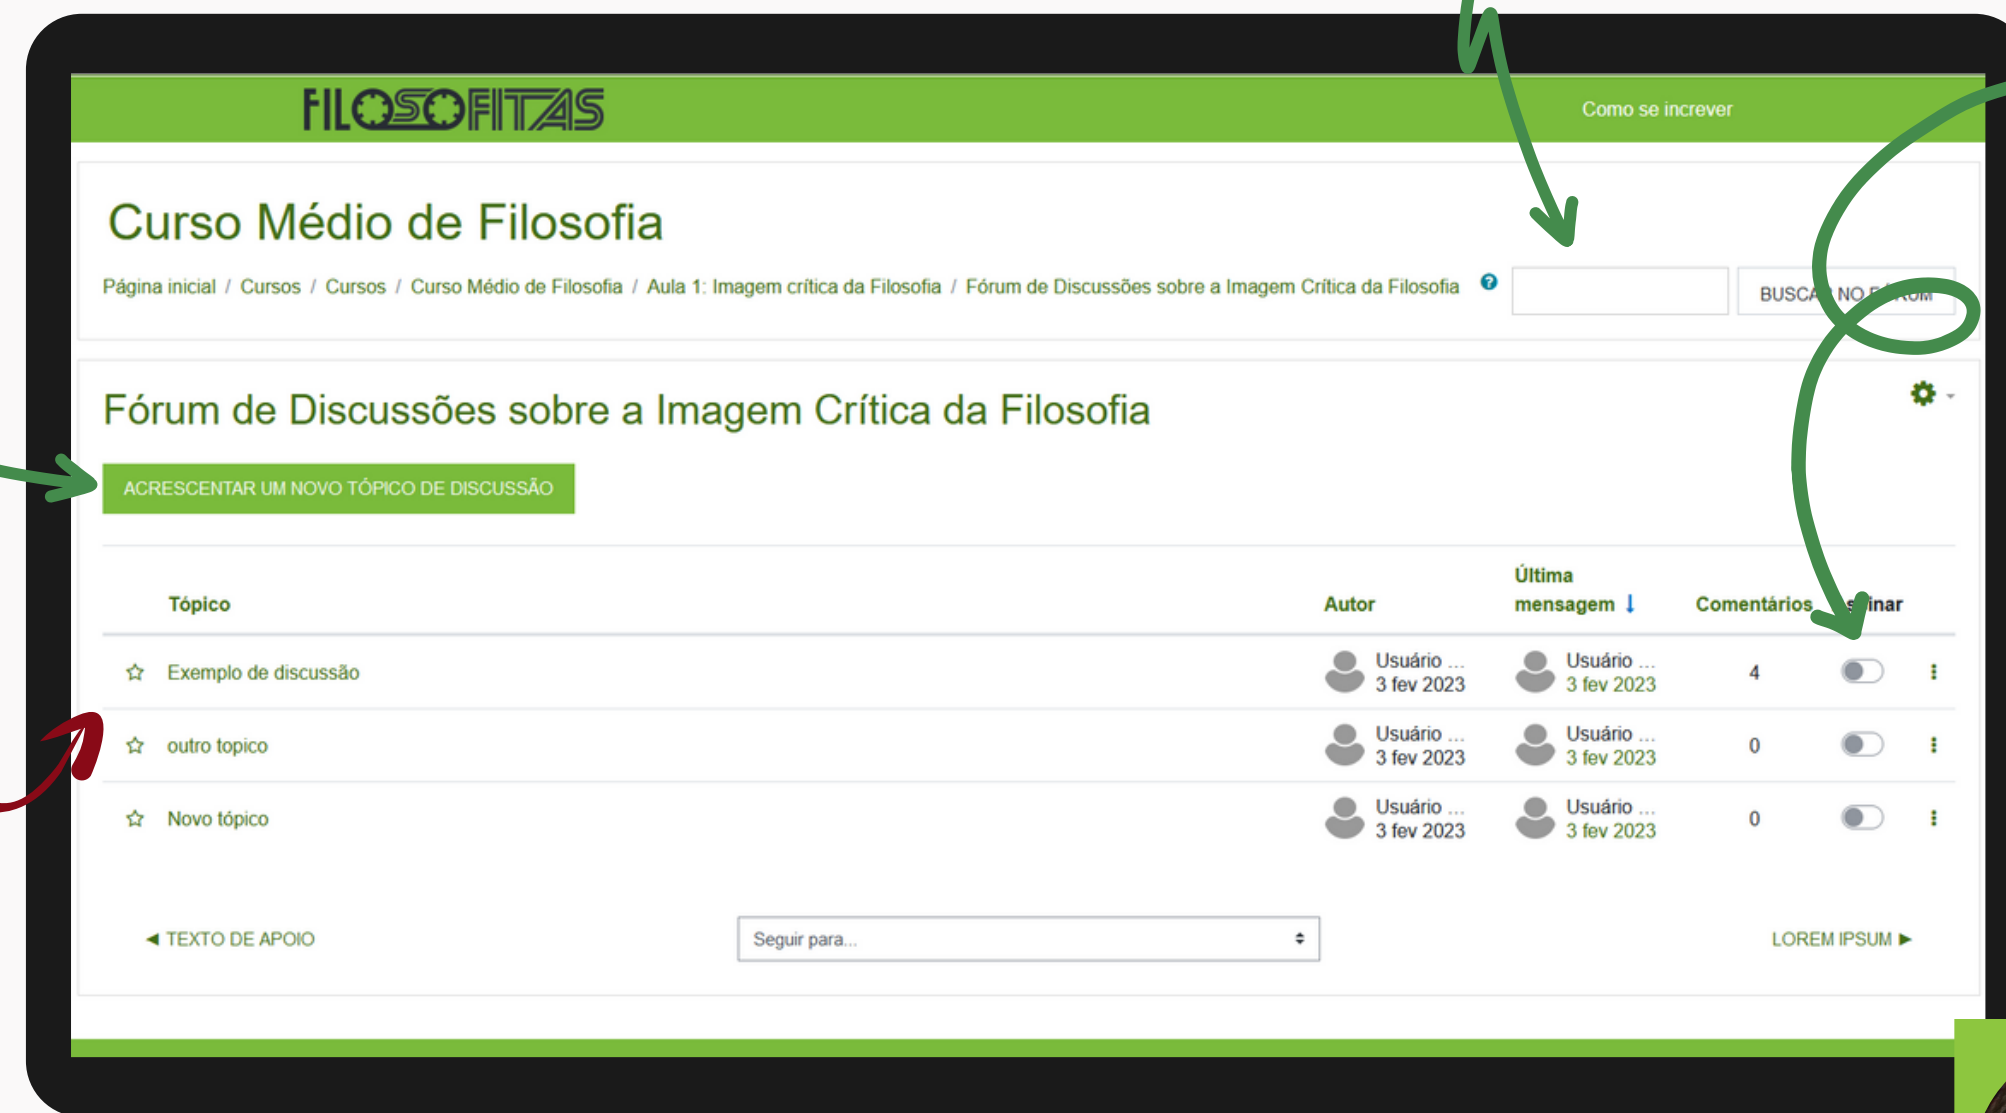 FILOSOFITAS
Como se increver
Curso Médio de Filosofia
Página inicial / Cursos / Cursos / Curso Médio de Filosofia / Aula 1: Imagem crítica da Filosofia / Fórum de Discussões sobre a Imagem Crítica da Filosofia
NO
Fórum de Discussões sobre a Imagem Crítica da Filosofia
ACRESCENTAR UM NOVO TÓPICO DE DISCUSSÃO
Tópico Autor Última mensagem Comentários
Exemplo de discussão Usuário ... 3 fev 2023 Usuário ... 3 fev 2023 4
outro topico Usuário ... 3 fev 2023 Usuário ... 3 fev 2023 0
Novo tópico Usuário ... 3 fev 2023 Usuário ... 3 fev 2023 0
◄ TEXTO DE APOIO Seguir para... LOREM IPSUM ►